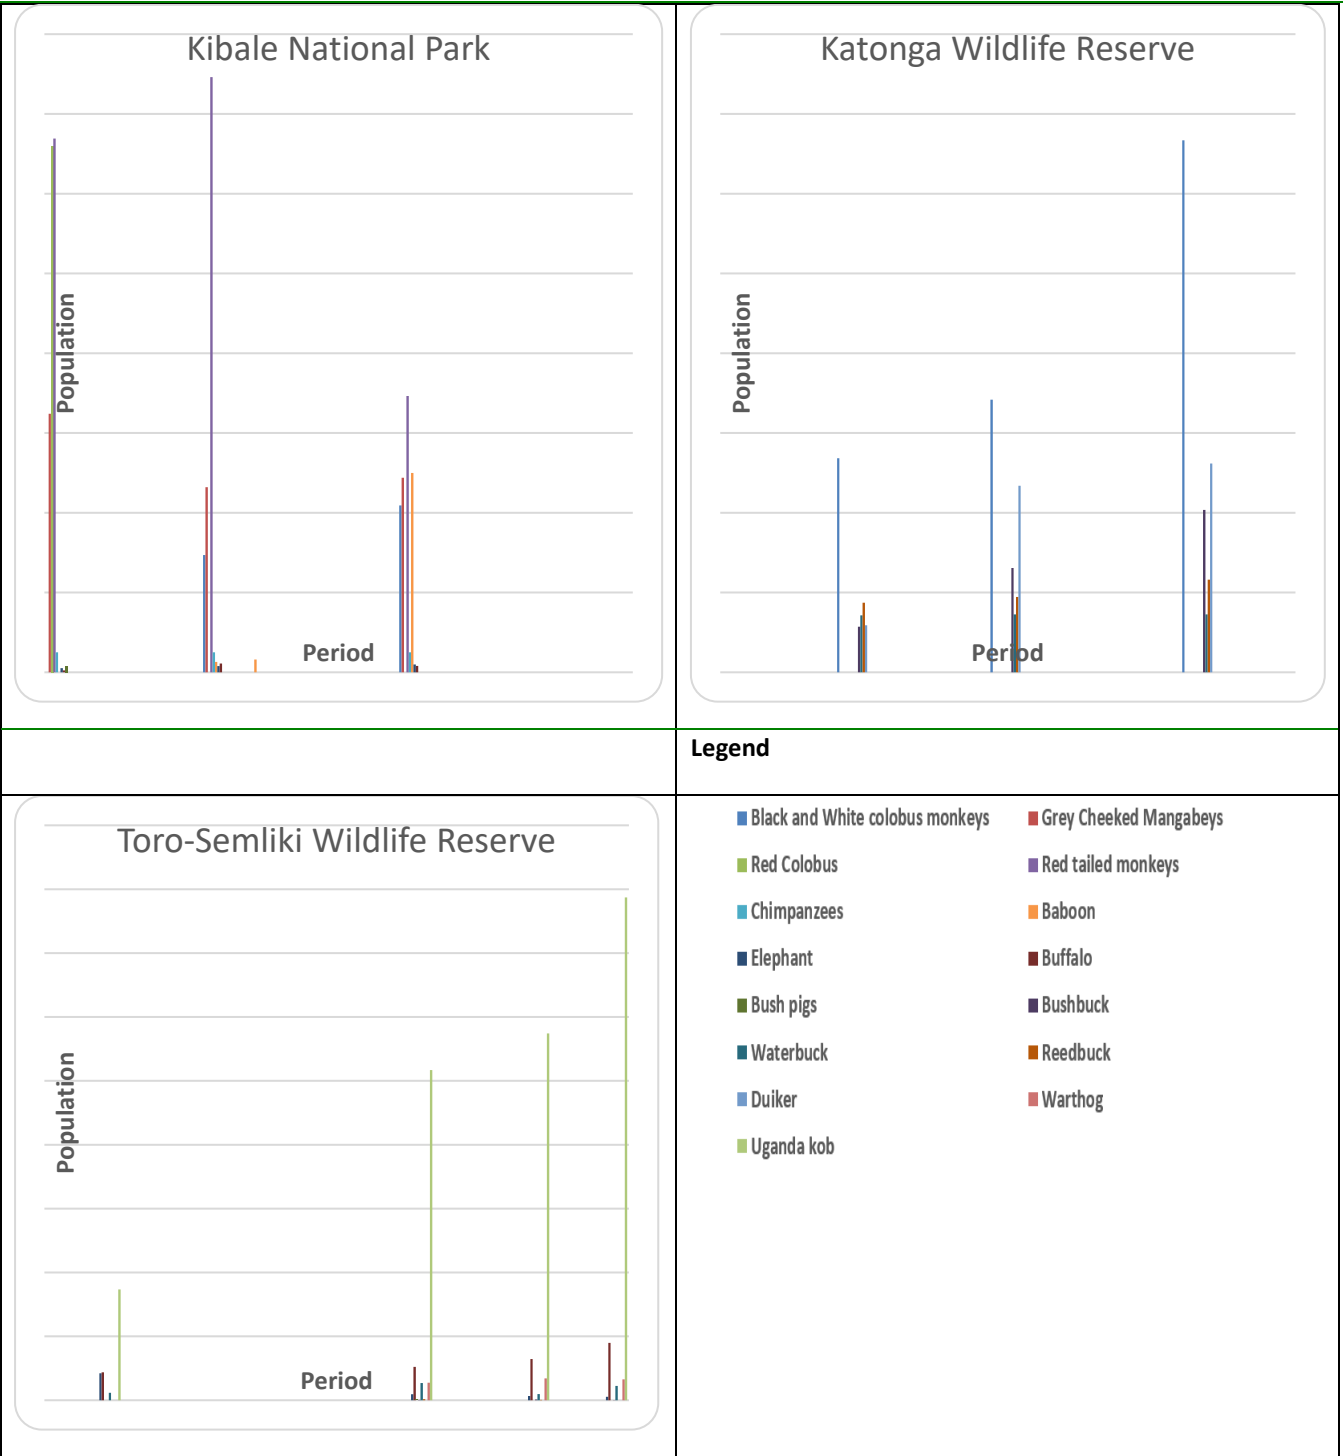 Kibale National Park
Population
Period
Katonga Wildlife Reserve
Population
Period
Legend
Toro-Semliki Wildlife Reserve
Population
Period
Black and White colobus monkeys
Grey Cheeked Mangabeys
Red Colobus
Red tailed monkeys
Chimpanzees
Baboon
Elephant
Buffalo
Bush pigs
Bushbuck
Waterbuck
Reedbuck
Duiker
Warthog
Uganda kob